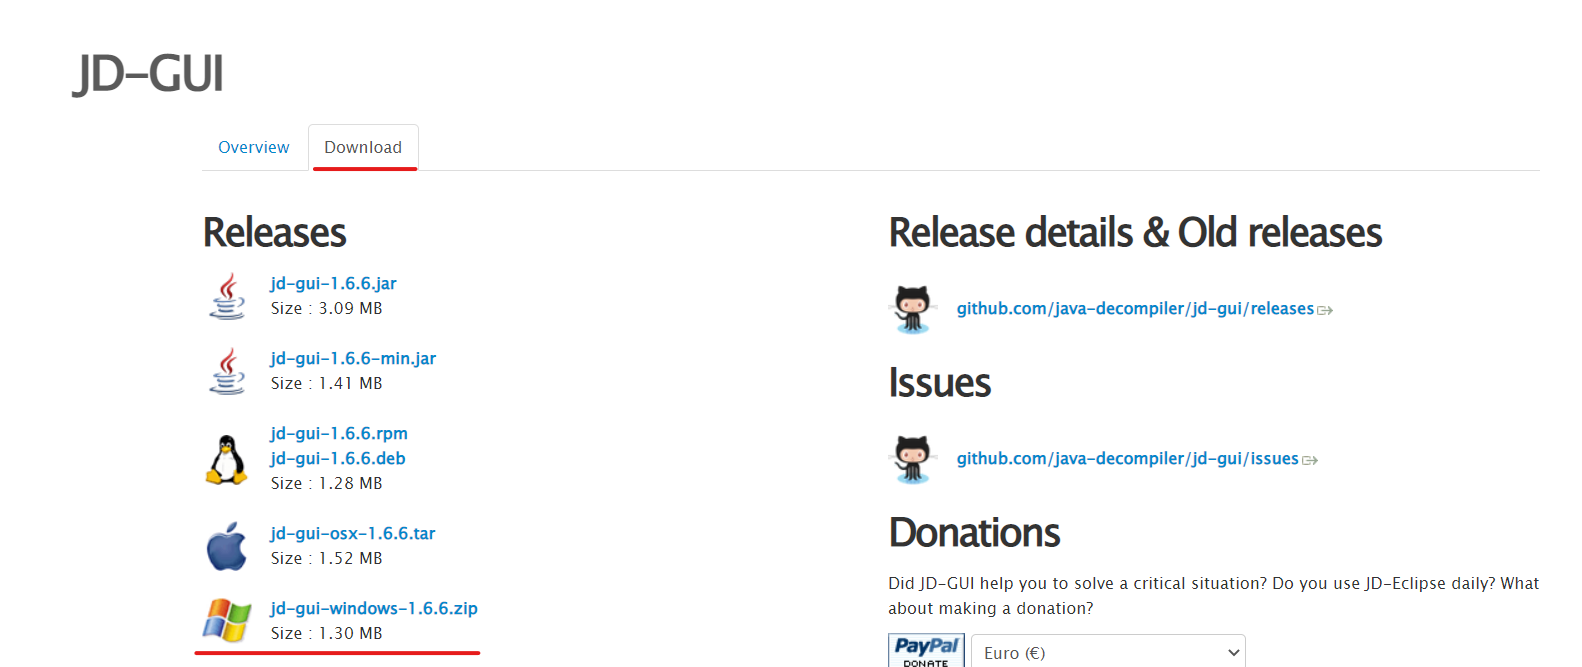 JD-GUI
Overview
Download
Releases
jd-gui-1.6.6.jar
Size : 3.09 MB
jd-gui-1.6.6-min.jar
Size : 1.41 MB
jd-gui-1.6.6.rpm
jd-gui-1.6.6.deb
Size : 1.28 MB
jd-gui-osx-1.6.6.tar
Size : 1.52 MB
jd-gui-windows-1.6.6.zip
Size : 1.30 MB
Release details & Old releases
github.com/java-decompiler/jd-gui/releases
Issues
github.com/java-decompiler/jd-gui/issues
Donations
Did JD-GUI help you to solve a critical situation? Do you use JD-Eclipse daily? What
about making a donation?
PayPal
DONATE
Euro (€)